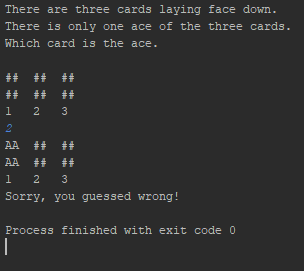 There are three cards laying face down.
There is only one ace of the three cards.
Which card is the ace.
## ## ##
## ## ##
1 2 3
2
AA ## ##
AA ## ##
1 2 3
Sorry, you guessed wrong!
Process finished with exit code 0